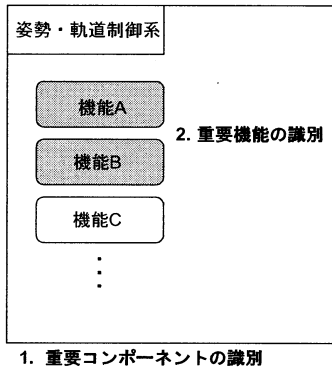 姿勢・軌道制御系
機能A
2. 重要機能の識別
機能B
機能C
1. 重要コンポーネントの識別